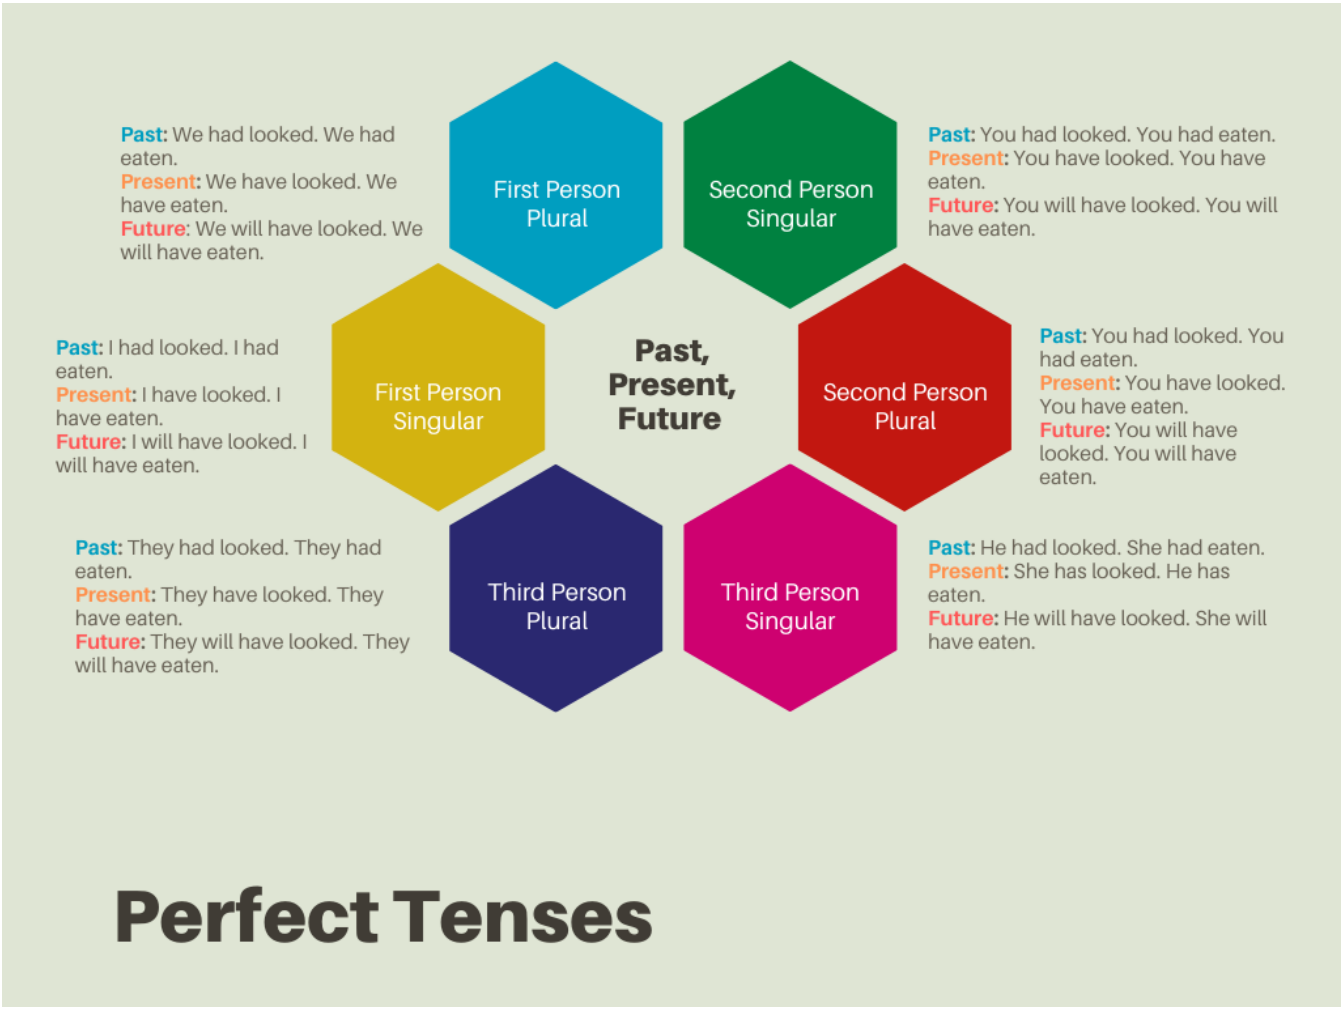 Past: We had looked. We had
eaten.
Present: We have looked. We
have eaten.
Future: We will have looked. We
will have eaten.
First Person
Plural
Second Person
Singular
Past: You had looked. You had eaten.
Present: You have looked. You have
eaten.
Future: You will have looked. You will
have eaten.
Past: I had looked. I had
eaten.
Present: I have looked. I
have eaten.
Future: I will have looked. I
will have eaten.
First Person
Singular
Past,
Present,
Future
Second Person
Plural
Past: You had looked. You
had eaten.
Present: You have looked.
You have eaten.
Future: You will have
looked. You will have
eaten.
Past: They had looked. They had
eaten.
Present: They have looked. They
have eaten.
Future: They will have looked. They
will have eaten.
Third Person
Plural
Third Person
Singular
Past: He had looked. She had eaten.
Present: She has looked. He has
eaten.
Future: He will have looked. She will
have eaten.
Perfect Tenses